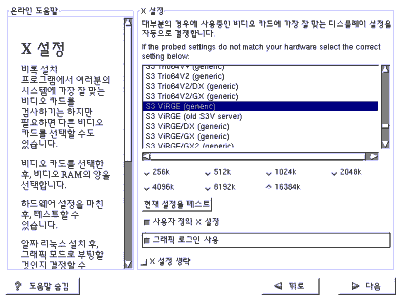 온라인 도움말
X 설정
비록 설치
프로그램에서 여러분의
시스템에 가장 잘 맞는
비디오 카드를
검사하기는 하지만
필요하면 다른 비디오
카드를 선택할 수도
있습니다.
비디오 카드를 선택한
후, 비디오 RAM의 양을
선택합니다.
하드웨어 설정을 마친
후, 테스트할 수
있습니다.
알짜 리눅스 설치 후,
그래픽 모드로 부팅할
것인지 결정할 수
X 설정
대부분의 경우에 사용중인 비디오 카드에 가장 잘 맞는 디스플레이 설정을
자동으로 결정합니다.
If the probed settings do not match your hardware select the correct
setting below:
S3 Trio64V+ (generic)
S3 Trio64V2 (generic)
S3 Trio64V2/DX (generic)
S3 Trio64V2/GX (generic)
S3 ViRGE (generic)
S3 ViRGE (old S3V server)
S3 ViRGE/DX (generic)
S3 ViRGE/GX (generic)
S3 ViRGE/GX2 (generic)
256k 512k 1024k 2048k
4096k 8192k 16384k
현재 설정을 테스트
사용자 정의 X 설정
그래픽 로그인 사용
X 설정 생략
도움말 숨김
뒤로
다음